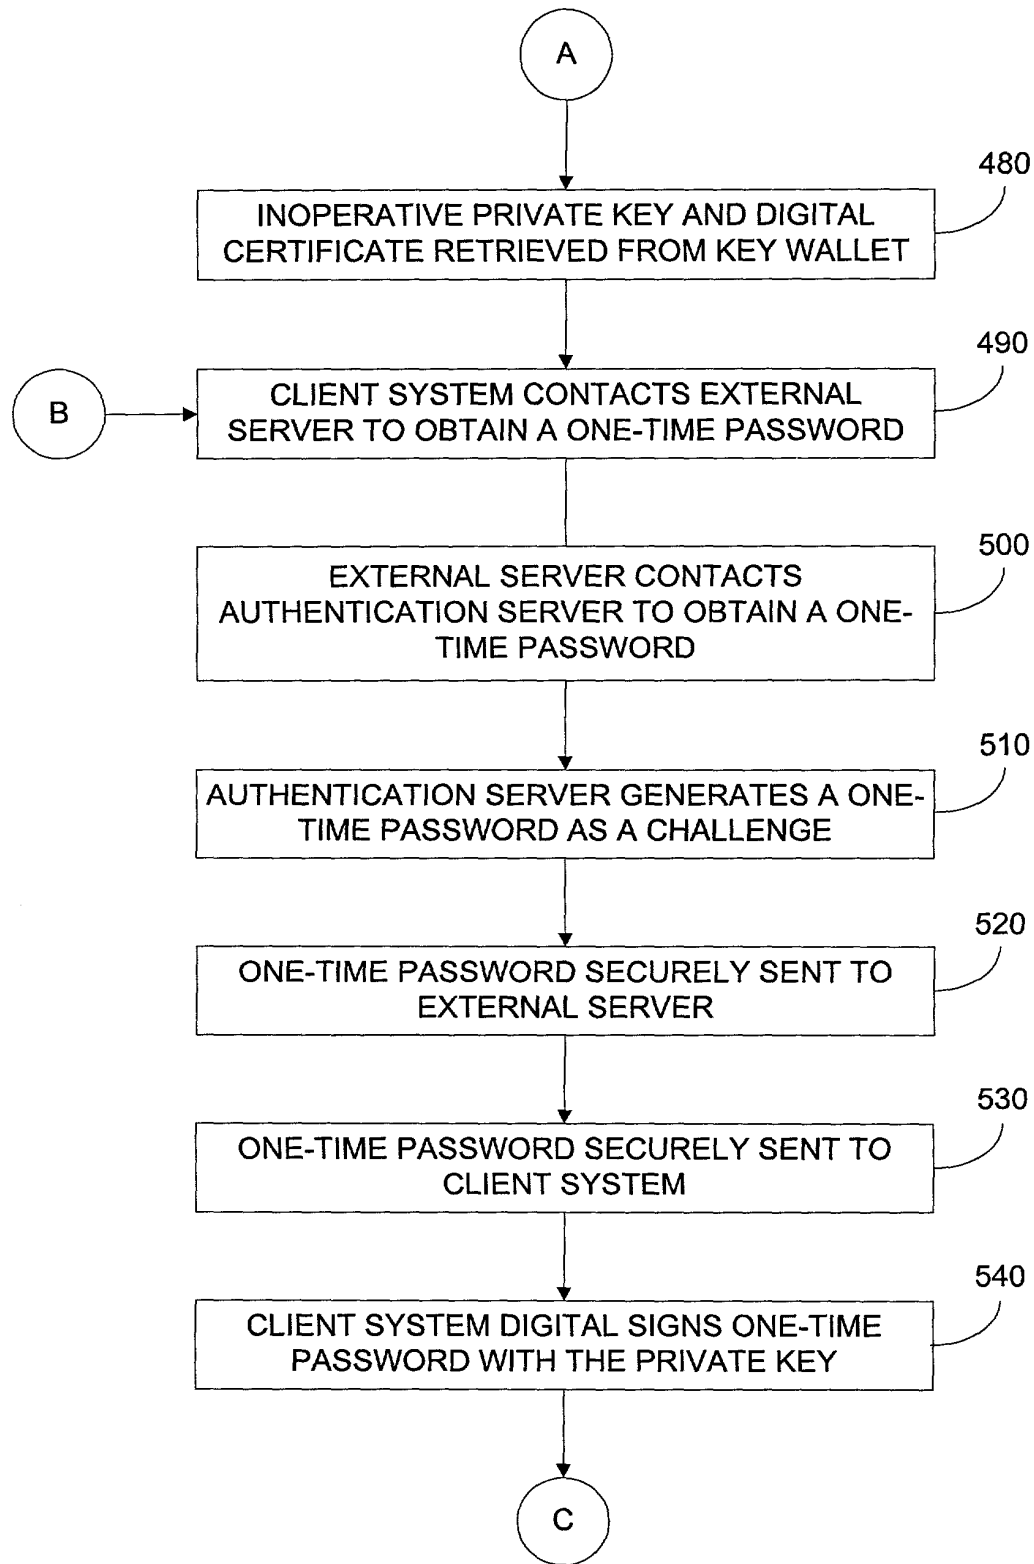 A
480
INOPERATIVE PRIVATE KEY AND DIGITAL
CERTIFICATE RETRIEVED FROM KEY WALLET
490
B
CLIENT SYSTEM CONTACTS EXTERNAL
SERVER TO OBTAIN A ONE-TIME PASSWORD
500
EXTERNAL SERVER CONTACTS
AUTHENTICATION SERVER TO OBTAIN A ONE-
TIME PASSWORD
510
AUTHENTICATION SERVER GENERATES A ONE-
TIME PASSWORD AS A CHALLENGE
520
ONE-TIME PASSWORD SECURELY SENT TO
EXTERNAL SERVER
530
ONE-TIME PASSWORD SECURELY SENT TO
CLIENT SYSTEM
540
CLIENT SYSTEM DIGITAL SIGNS ONE-TIME
PASSWORD WITH THE PRIVATE KEY
C